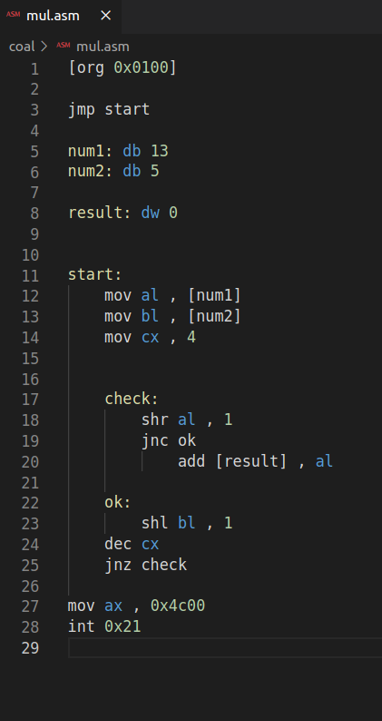 ASM mul.asm ×
coal > ASM mul.asm
1 [org 0x0100]
2
3 jmp start
4
5 num1: db 13
6 num2: db 5
7
8 result: dw 0
9
10
11 start:
12 mov al , [num1]
13 mov bl , [num2]
14 mov cx , 4
15
16
17 check:
18 shr al , 1
19 jnc ok
20 add [result] , al
21
22 ok:
23 shl bl , 1
24 dec cx
25 jnz check
26
27 mov ax , 0x4c00
28 int 0x21
29